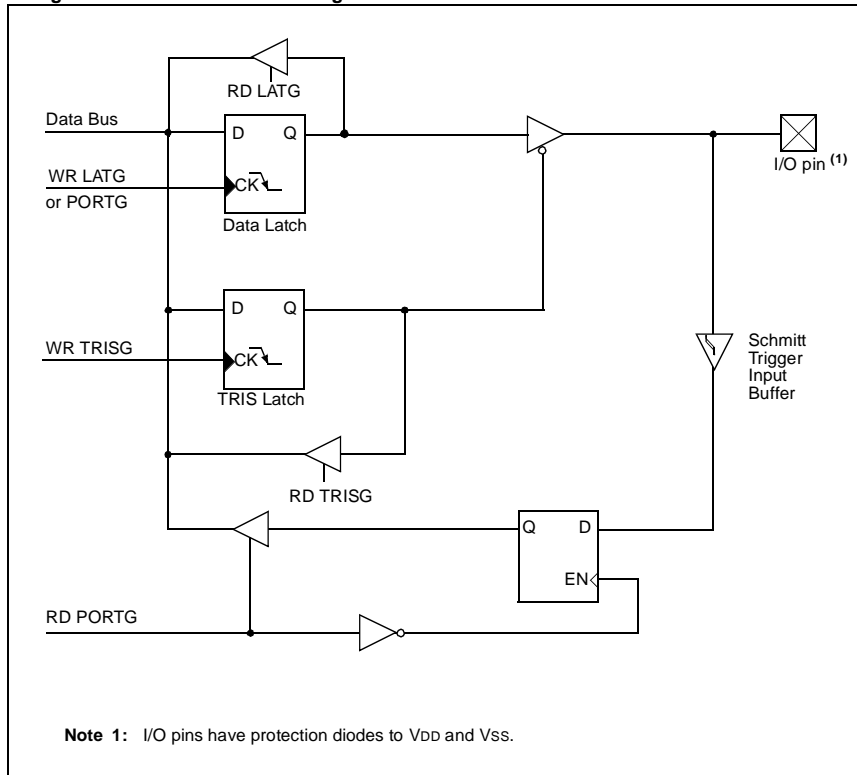 RD LATG
Data Bus
D Q
WR LATG
or PORTG
CK
Data Latch
I/O pin (1)
D Q
WR TRISG
CK
TRIS Latch
Schmitt
Trigger
Input
Buffer
RD TRISG
Q D
EN
RD PORTG
Note 1: I/O pins have protection diodes to VDD and VSS.